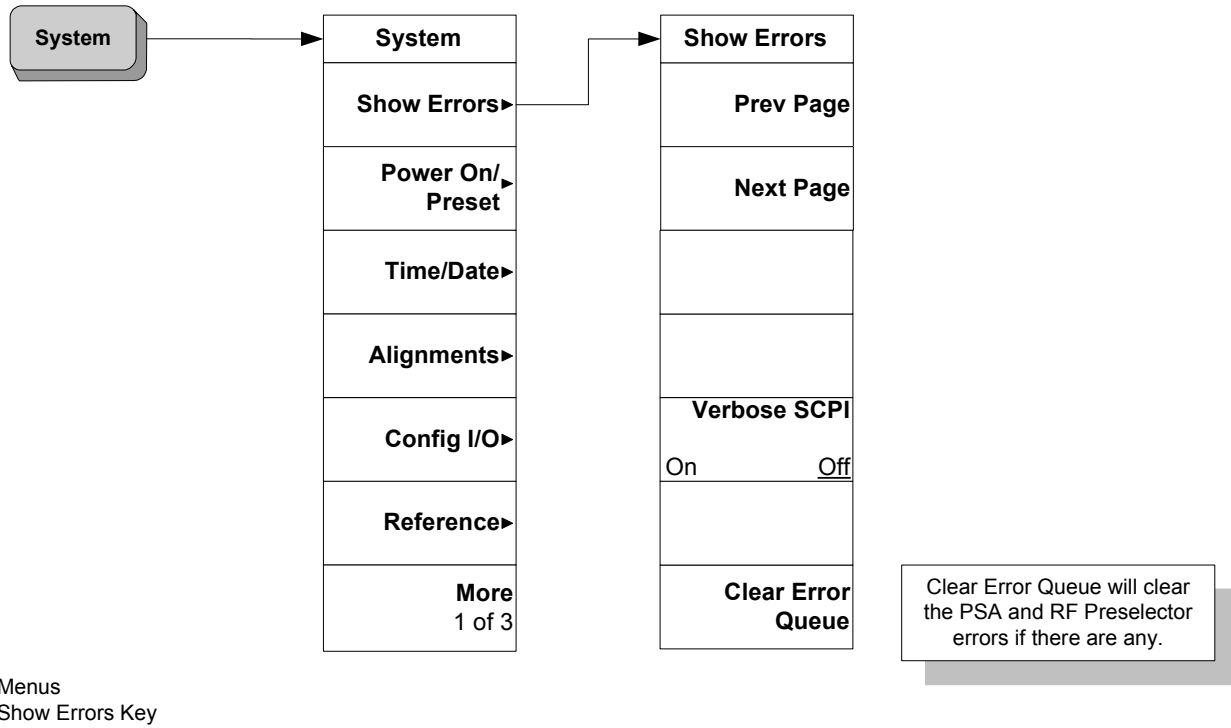 System
System
Show Errors
Power On/
Preset
Time/Date
Alignments
Config I/O
Reference
More
1 of 3
Show Errors
Prev Page
Next Page
Verbose SCPI
On Off
Clear Error
Queue
Clear Error Queue will clear
the PSA and RF Preselector
errors if there are any.
Menus
Show Errors Key